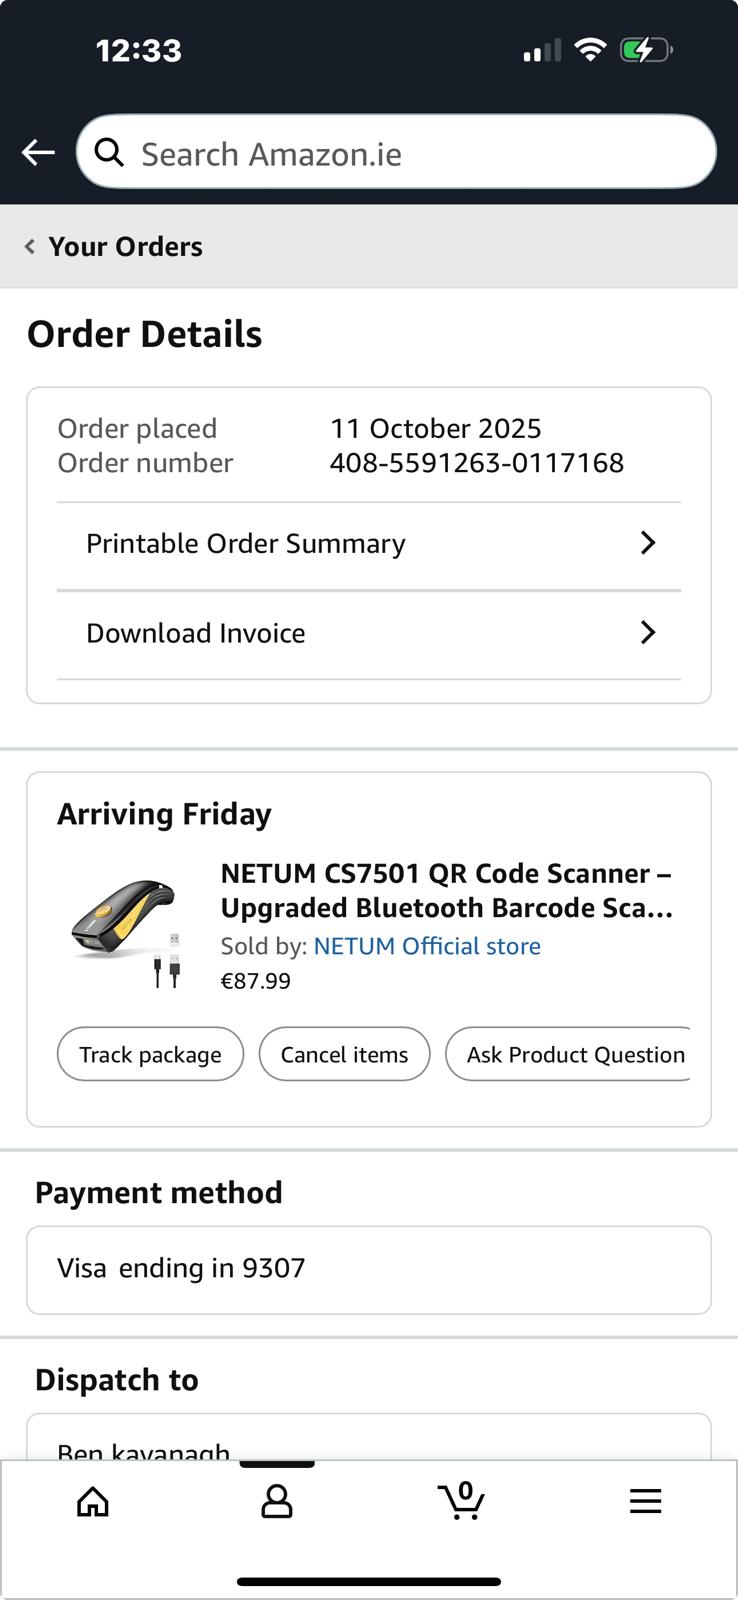 12:33
Search Amazon.ie
Your Orders
Order Details
Order placed 11 October 2025
Order number 408-5591263-0117168
Printable Order Summary
Download Invoice
Arriving Friday
NETUM CS7501 QR Code Scanner –
Upgraded Bluetooth Barcode Sca...
Sold by: NETUM Official store
€87.99
Track package
Cancel items
Ask Product Question
Payment method
Visa ending in 9307
Dispatch to
Ben kavanagh
0